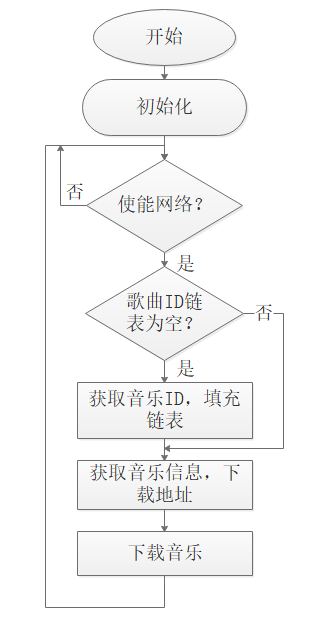 开始
初始化
使能网络？
否
是
歌曲ID链
表为空？
否
是
获取音乐ID，填充
链表
获取音乐信息，下
载地址
下载音乐